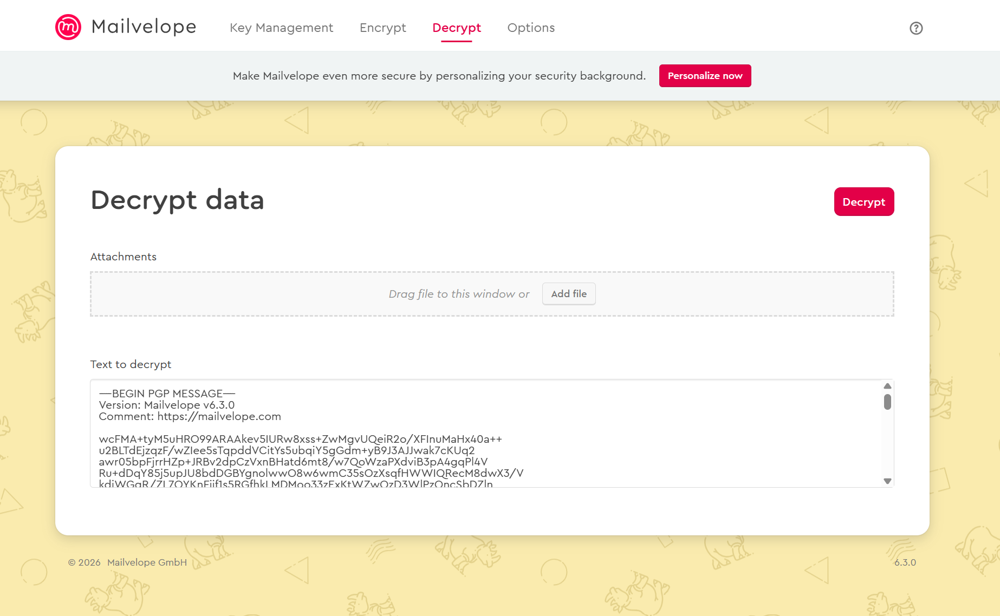 Mailvelope
Key Management Encrypt Decrypt Options
Make Mailvelope even more secure by personalizing your security background. Personalize now
Decrypt data
Decrypt
Attachments
Drag file to this window or Add file
Text to decrypt
-----BEGIN PGP MESSAGE-----
Version: Mailvelope v6.3.0
Comment: https://mailvelope.com
wcFMA+tyM5uHRO99ARAAkev5IURw8xss+ZwMgvUQeiR2o/XFInuMaHx40a++
u2BLTdEjzqzF/wZIee5sTqpddVCitYs5ubqiY5gGdm+yB9J3AJJwak7cKUq2
awr05bpFjrrHZp+JRBv2dpCzVxnBHatd6mt8/w7QoWzaPXdviB3pA4gqPl4V
Ru+dDqY85j5upJU8bdDGBYgnolwwO8w6wmC35sOzXsqfHWWIQRecM8dwX3/V
© 2026 Mailvelope GmbH
6.3.0